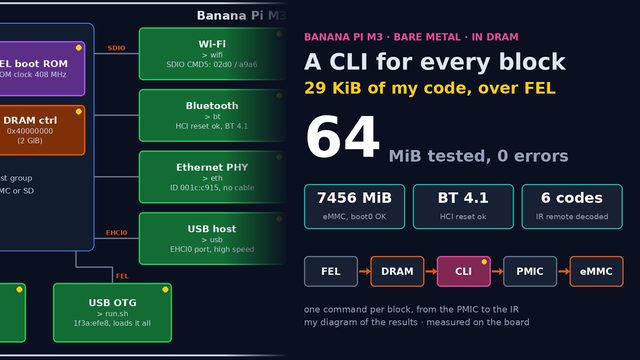 Banana Pi M3
EL boot ROM
OM clock 408 MHz
DRAM ctrl
0x40000000
(2 GiB)
st group
MC or SD
SDIO
Wi-Fi
> wifi
SDIO CMD5: 02d0 / a9a6
Bluetooth
> bt
HCI reset ok, BT 4.1
Ethernet PHY
> eth
ID 001c:c915, no cable
EHCI0
USB host
> usb
EHCI0 port, high speed
FEL
USB OTG
> run.sh
1f3a:efe8, loads it all
BANANA PI M3 · BARE METAL · IN DRAM
A CLI for every block
29 KiB of my code, over FEL
64 MiB tested, 0 errors
7456 MiB
eMMC, boot0 OK
BT 4.1
HCI reset ok
6 codes
IR remote decoded
FEL
DRAM
CLI
PMIC
eMMC
one command per block, from the PMIC to the IR
my diagram of the results · measured on the board